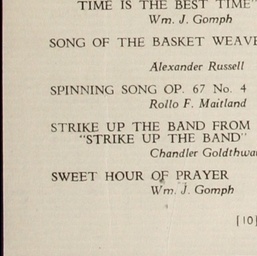 TIME IS THE BEST TIME"
Wm. J. Gomph
SONG OF THE BASKET WEAVE
Alexander Russell
SPINNING SONG OP. 67 No. 4
Rollo F. Maitland
STRIKE UP THE BAND FROM
"STRIKE UP THE BAND"
Chandler Goldthwa
SWEET HOUR OF PRAYER
Wm. J. Gomph
[10]